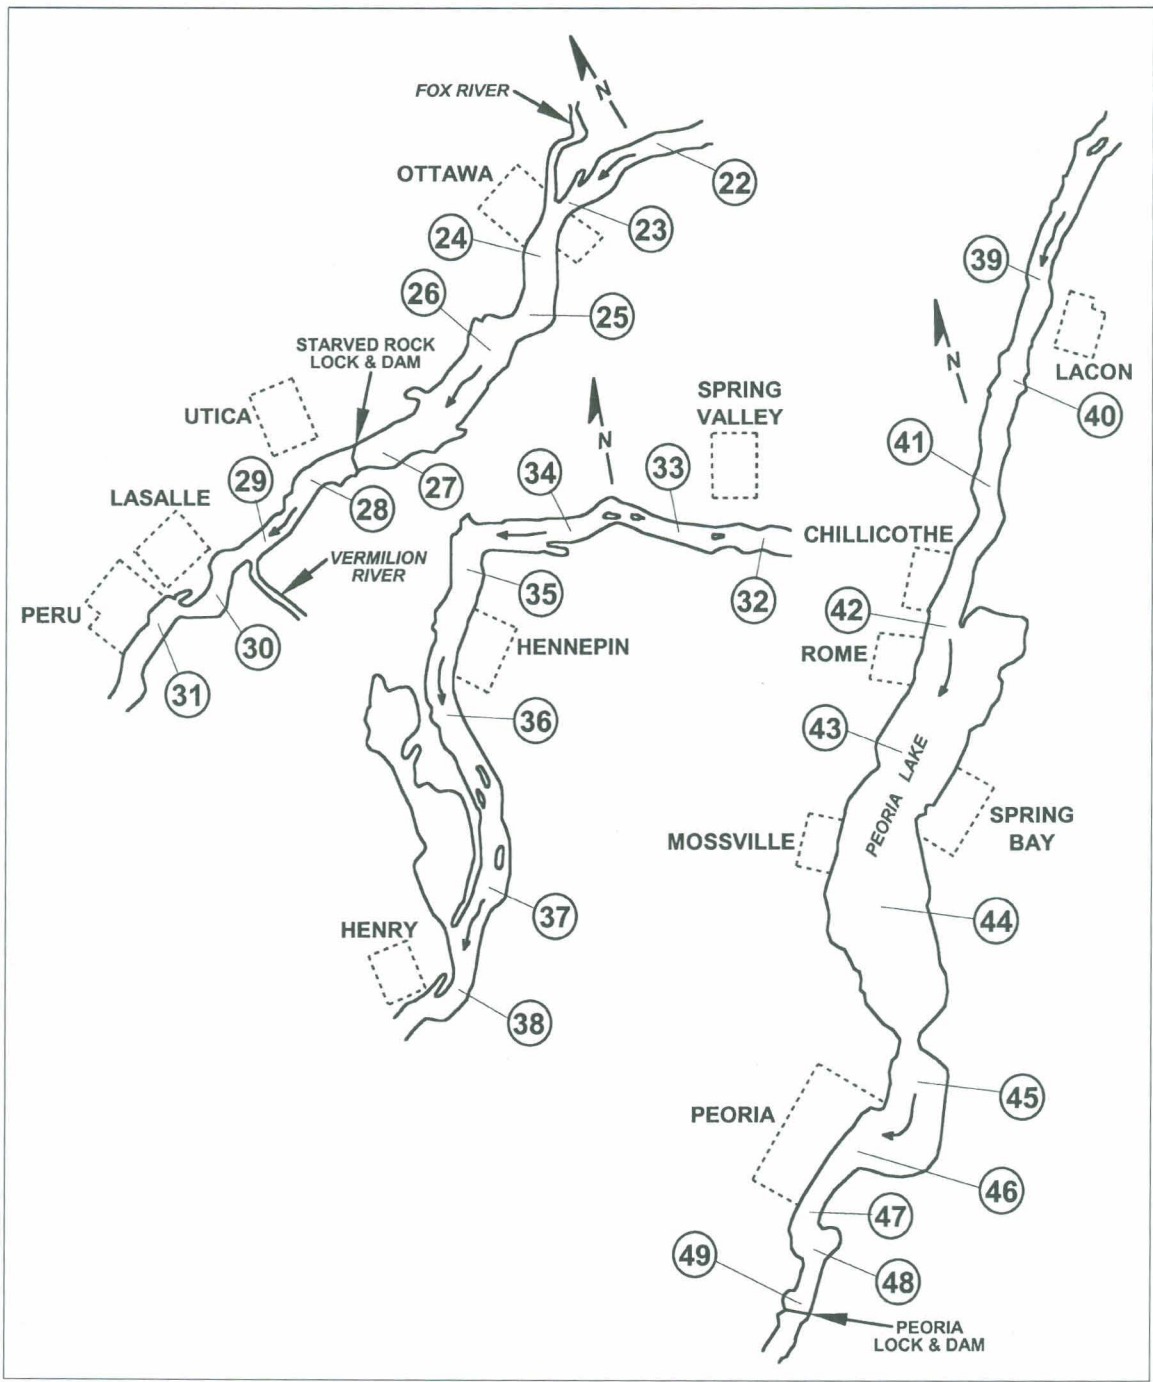 FOX RIVER
N
OTTAWA
22
23
24
25
26
STARVED ROCK
LOCK & DAM
UTICA
27
28
29
LASALLE
VERMILION
RIVER
PERU
30
31
N
SPRING
VALLEY
32
33
34
35
HENNEPIN
36
37
HENRY
38
39
N
LACON
40
41
CHILLICOTHE
42
ROME
43
PEORIA LAKE
MOSSVILLE
SPRING
BAY
44
45
PEORIA
46
47
48
49
PEORIA
LOCK & DAM